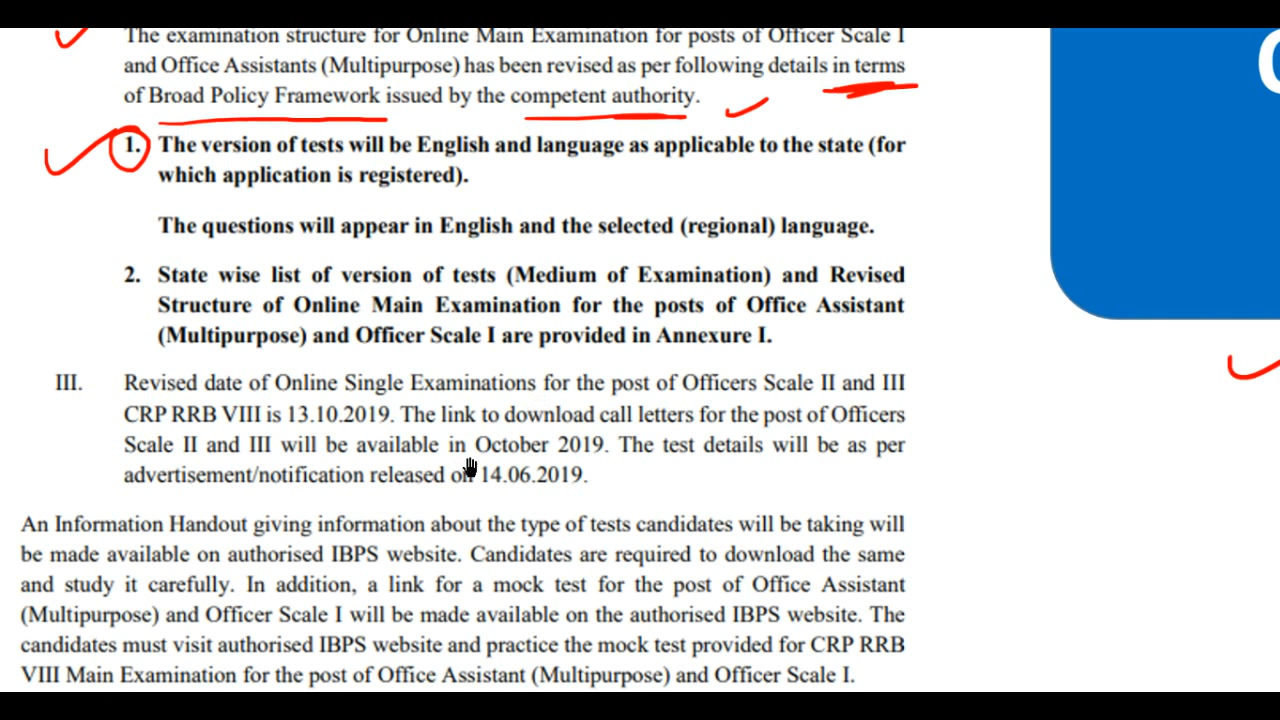 The examination structure for Online Main Examination for posts of Officer Scale I
and Office Assistants (Multipurpose) has been revised as per following details in terms
of Broad Policy Framework issued by the competent authority.
1. The version of tests will be English and language as applicable to the state (for
which application is registered).
The questions will appear in English and the selected (regional) language.
2. State wise list of version of tests (Medium of Examination) and Revised
Structure of Online Main Examination for the posts of Office Assistant
(Multipurpose) and Officer Scale I are provided in Annexure I.
III. Revised date of Online Single Examinations for the post of Officers Scale II and III
CRP RRB VIII is 13.10.2019. The link to download call letters for the post of Officers
Scale II and III will be available in October 2019. The test details will be as per
advertisement/notification released on 14.06.2019.
An Information Handout giving information about the type of tests candidates will be taking will
be made available on authorised IBPS website. Candidates are required to download the same
and study it carefully. In addition, a link for a mock test for the post of Office Assistant
(Multipurpose) and Officer Scale I will be made available on the authorised IBPS website. The
candidates must visit authorised IBPS website and practice the mock test provided for CRP RRB
VIII Main Examination for the post of Office Assistant (Multipurpose) and Officer Scale I.